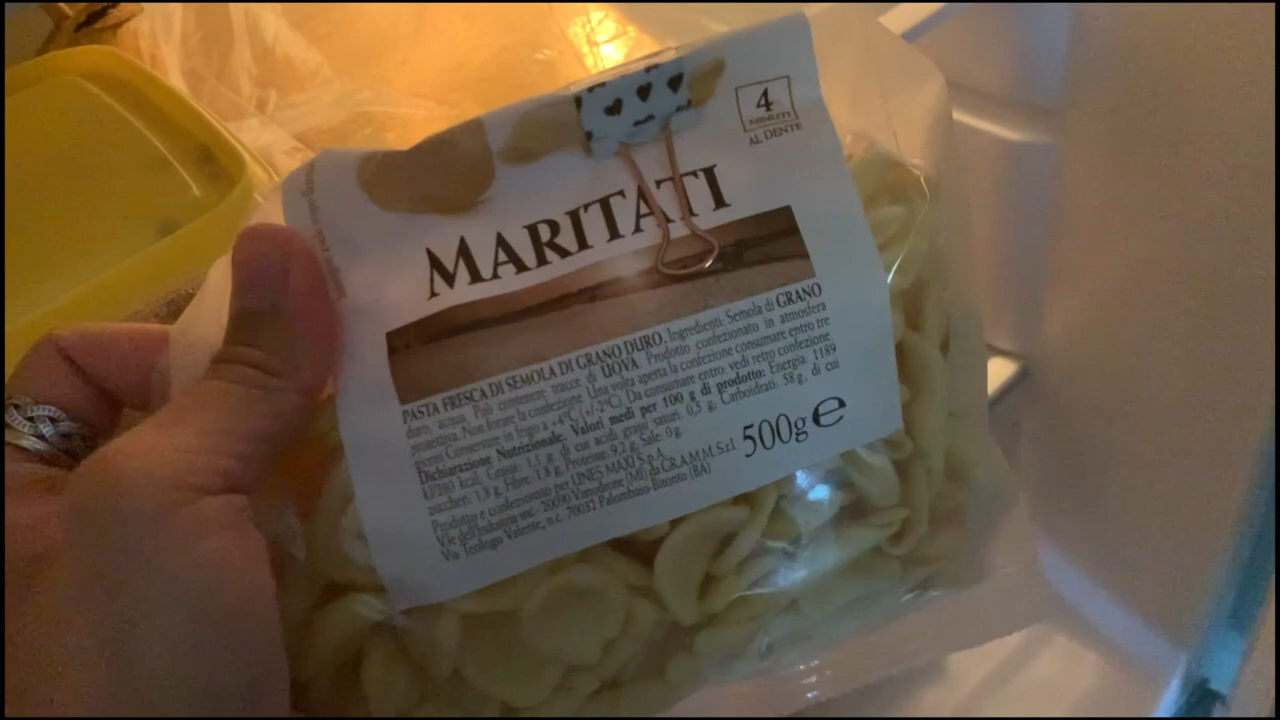 4
MINUTI
AL DENTE
MARITATI
PASTA FRESCA DI SEMOLA DI GRANO DURO. Ingredienti: Semola di GRANO
duro, acqua. Può contenere tracce di UOVA. Prodotto confezionato in atmosfera
protettiva. Non forare la confezione. Una volta aperta la confezione consumare entro tre
giorni. Conservare in frigo a +4°C (+/-2°C). Da consumare entro: vedi retro confezione.
Dichiarazione Nutrizionale. Valori medi per 100 g di prodotto: Energia: 1189
kJ/280 kcal, Grassi: 1,1 g, di cui acidi grassi saturi: 0,5 g, Carboidrati: 58 g, di cui
zuccheri: 1,8 g, Fibre: 1,8 g, Proteine: 9,2 g, Sale: 0g
Prodotto e confezionato per UNES MAXI S.p.A.
V.le dell'Industria snc- 20090 Vimodrone (MI) da GR.A.M.M. S.r.l
Via Teologo Valente, n.c. 70032 Palombaio-Bitonto (BA)
500g e